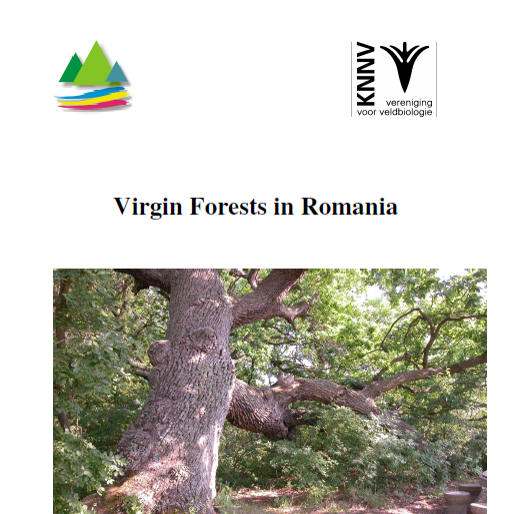 KNNV
vereniging
voor veldbiologie
Virgin Forests in Romania